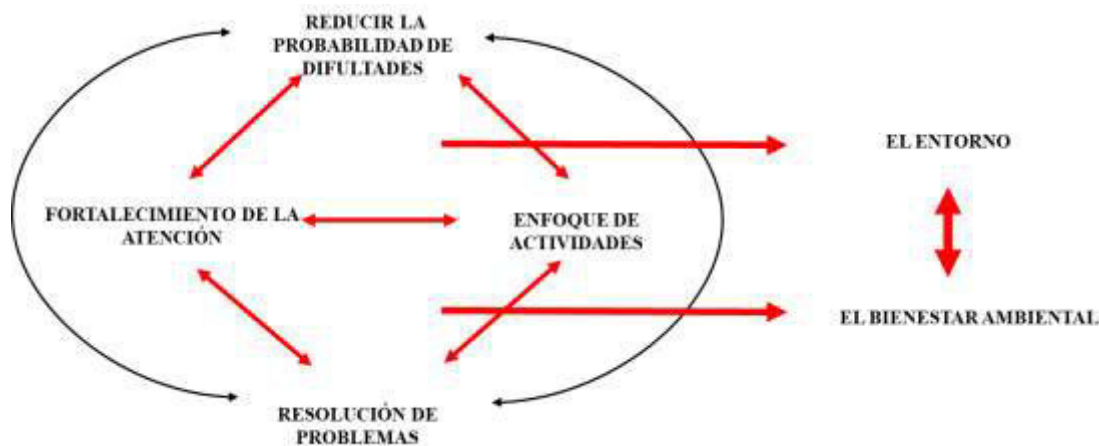 REDUCIR LA
PROBABILIDAD DE
DIFULTADES
EL ENTORNO
FORTALECIMIENTO DE LA
ATENCIÓN
ENFOQUE DE
ACTIVIDADES
EL BIENESTAR AMBIENTAL
RESOLUCIÓN DE
PROBLEMAS